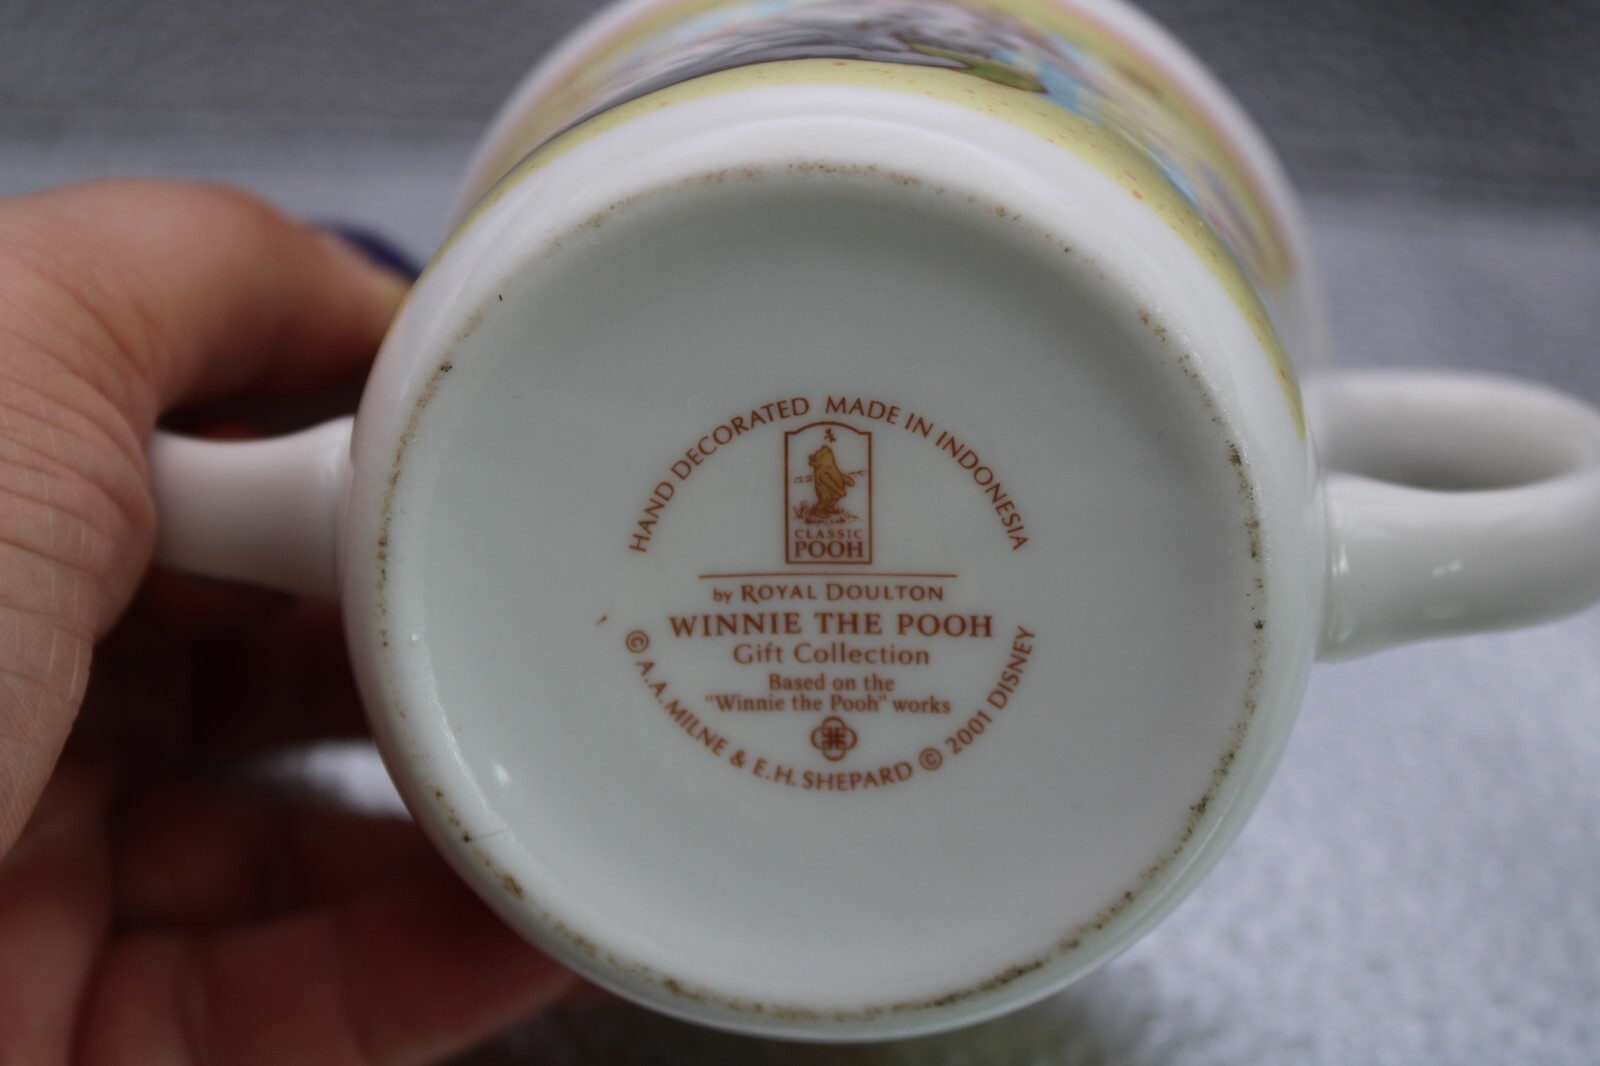 HAND DECORATED MADE IN INDONESIA
CLASSIC
POOH
by ROYAL DOULTON
WINNIE THE POOH
Gift Collection
Based on the
"Winnie the Pooh" works
© A.A.MILNE & E.H.SHEPARD © 2001 DISNEY